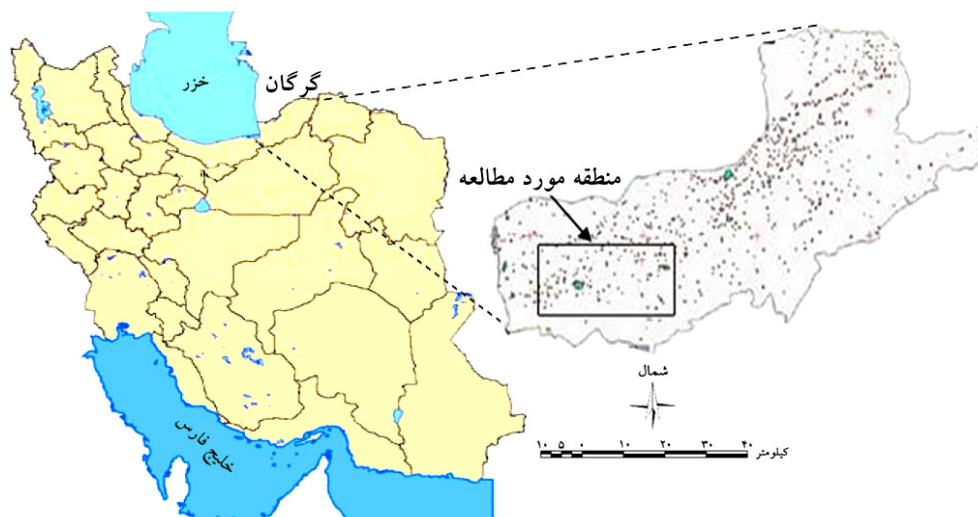 خزر
گرگان
منطقه مورد مطالعه
خلیج فارس
شمال
۱۰ ۵ ۰ ۱۰ ۲۰ ۳۰ ۴۰
کیلومتر